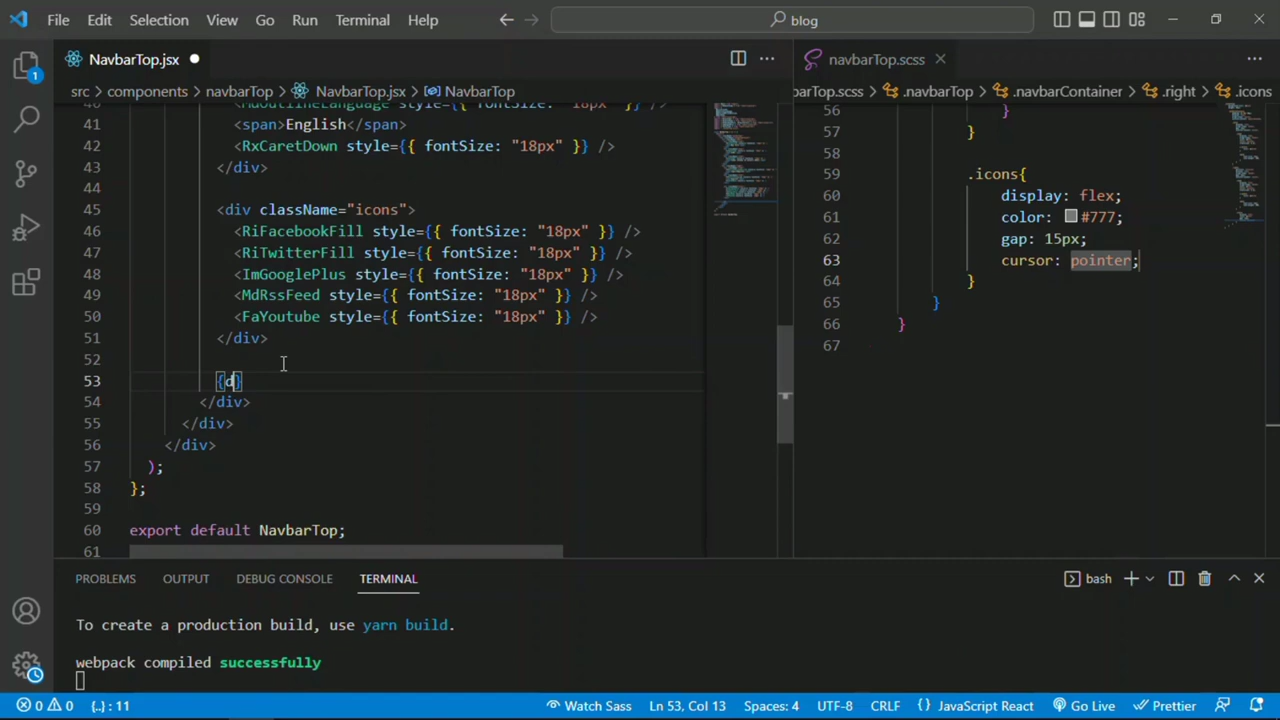 File Edit Selection View Go Run Terminal Help
blog
NavbarTop.jsx
navbarTop.scss
src > components > navbarTop > NavbarTop.jsx > NavbarTop
barTop.scss > .navbarTop > .navbarContainer > .right > .icons
40 <MdOutlineLanguage style={{ fontSize: "18px" }} />
41 <span>English</span>
42 <RxCaretDown style={{ fontSize: "18px" }} />
43 </div>
44
45 <div className="icons">
46 <RiFacebookFill style={{ fontSize: "18px" }} />
47 <RiTwitterFill style={{ fontSize: "18px" }} />
48 <ImGooglePlus style={{ fontSize: "18px" }} />
49 <MdRssFeed style={{ fontSize: "18px" }} />
50 <FaYoutube style={{ fontSize: "18px" }} />
51 </div>
52
53 {d}
54 </div>
55 </div>
56 </div>
57 );
58 };
59
60 export default NavbarTop;
61
56 }
57 }
58
59 .icons{
60 display: flex;
61 color: #777;
62 gap: 15px;
63 cursor: pointer;
64 }
65 }
66 }
67
PROBLEMS OUTPUT DEBUG CONSOLE TERMINAL
bash
To create a production build, use yarn build.
webpack compiled successfully
0 0 {..} : 11
Watch Sass Ln 53, Col 13 Spaces: 4 UTF-8 CRLF {} JavaScript React Go Live Prettier
1